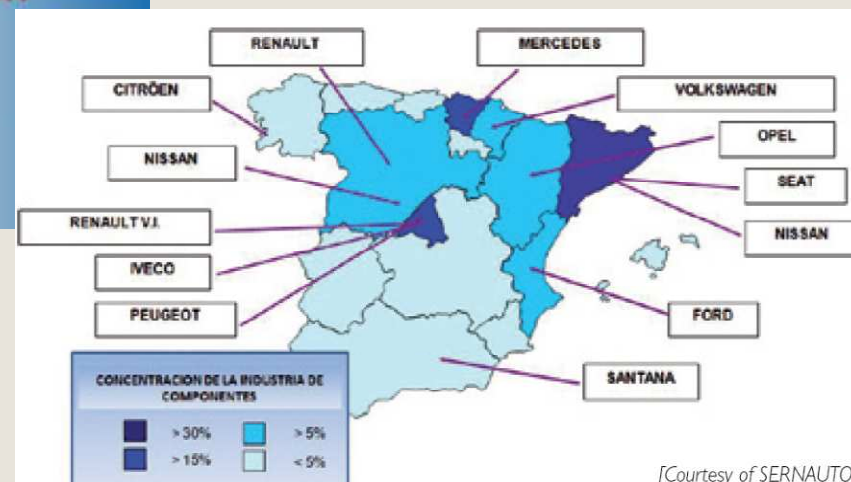 RENAULT
MERCEDES
CITRÖEN
VOLKSWAGEN
NISSAN
OPEL
SEAT
RENAULT V.I.
NISSAN
IVECO
PEUGEOT
FORD
SANTANA
CONCENTRACION DE LA INDUSTRIA DE
COMPONENTES
> 30% > 5%
> 15% < 5%
[Courtesy of SERNAUTO